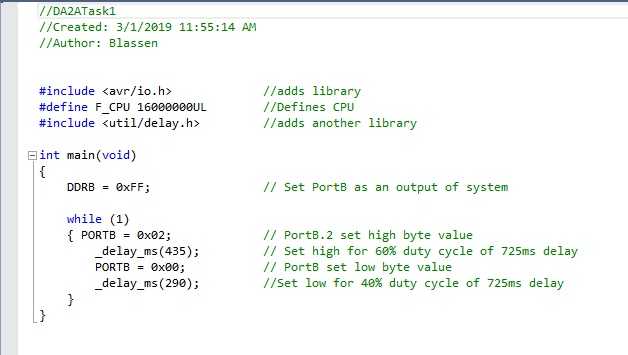 //DA2ATask1
//Created: 3/1/2019 11:55:14 AM
//Author: Blassen
#include <avr/io.h> //adds library
#define F_CPU 16000000UL //Defines CPU
#include <util/delay.h> //adds another library
int main(void)
{
DDRB = 0xFF; // Set PortB as an output of system
while (1)
{ PORTB = 0x02; // PortB.2 set high byte value
_delay_ms(435); // Set high for 60% duty cycle of 725ms delay
PORTB = 0x00; // PortB set low byte value
_delay_ms(290); //Set low for 40% duty cycle of 725ms delay
}
}